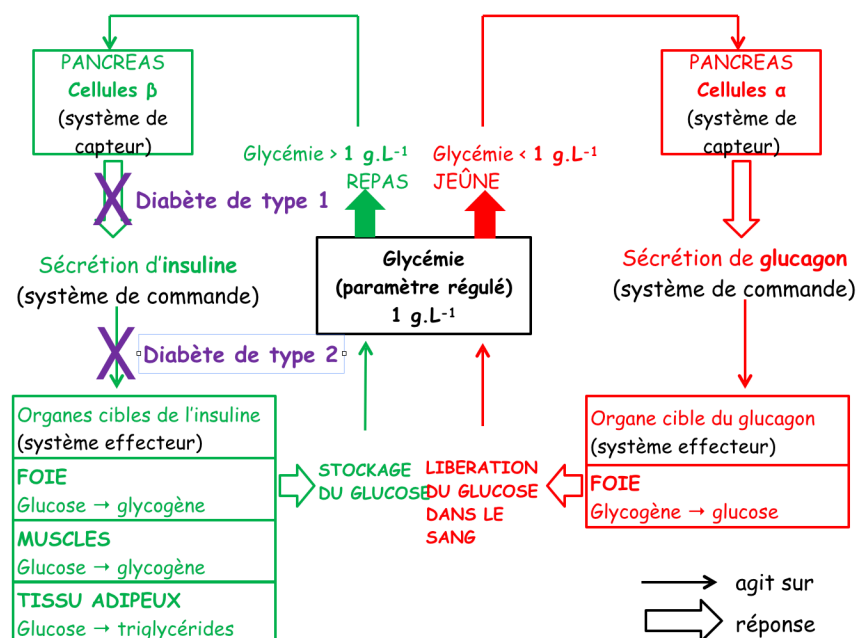 PANCREAS
Cellules β
(système de
capteur)
Diabète de type 1
Sécrétion d'insuline
(système de commande)
Diabète de type 2
Organes cibles de l'insuline
(système effecteur)
FOIE
Glucose → glycogène
MUSCLES
Glucose → glycogène
TISSU ADIPEUX
Glucose → triglycérides
Glycémie > 1 g.L⁻¹
REPAS
Glycémie < 1 g.L⁻¹
JEÛNE
Glycémie
(paramètre régulé)
1 g.L⁻¹
STOCKAGE
DU GLUCOSE
LIBERATION
DU GLUCOSE
DANS LE
SANG
PANCREAS
Cellules α
(système de
capteur)
Sécrétion de glucagon
(système de commande)
Organe cible du glucagon
(système effecteur)
FOIE
Glycogène → glucose
agit sur
réponse